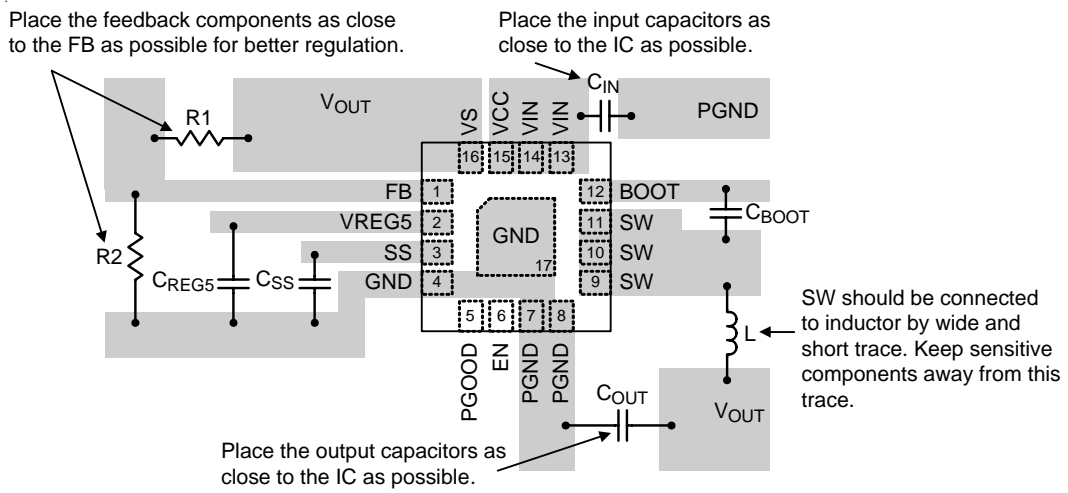 Place the feedback components as close
to the FB as possible for better regulation.
Place the input capacitors as
close to the IC as possible.
CIN
R1
VOUT
VS
VCC
VIN
VIN
PGND
16
15
14
13
FB
1
12
BOOT
VREG5
2
11
SW
CBOOT
GND
R2
SS
3
10
SW
17
CREG5
CSS
GND
4
9
SW
5
6
7
8
L
SW should be connected
to inductor by wide and
short trace. Keep sensitive
components away from this
trace.
PGOOD
EN
PGND
PGND
COUT
VOUT
Place the output capacitors as
close to the IC as possible.